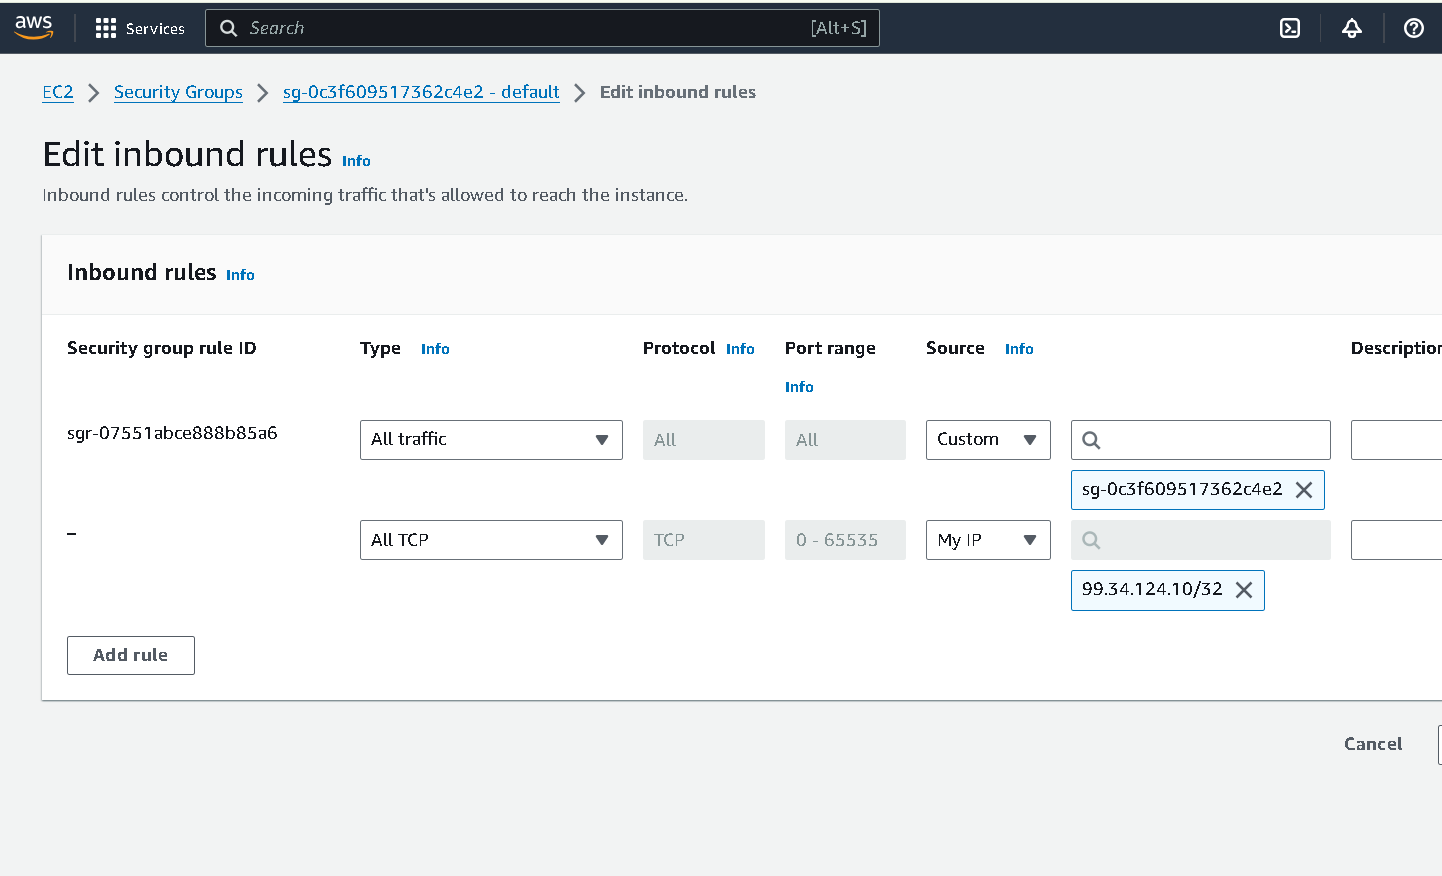 aws Services Search [Alt+S]
EC2 Security Groups sg-0c3f609517362c4e2 - default Edit inbound rules
Edit inbound rules Info
Inbound rules control the incoming traffic that's allowed to reach the instance.
Inbound rules Info
Security group rule ID Type Info Protocol Info Port range Source Info Description
Info
sgr-07551abce888b85a6 All traffic All All Custom
sg-0c3f609517362c4e2
– All TCP TCP 0 - 65535 My IP
99.34.124.10/32
Add rule
Cancel